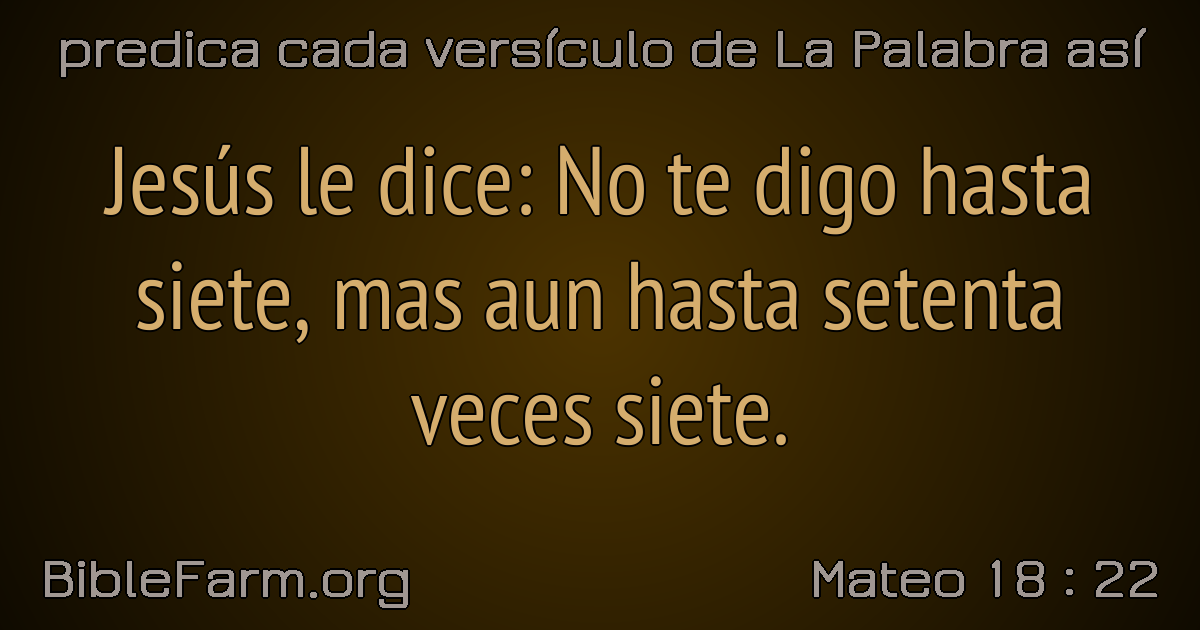 predica cada versículo de La Palabra así
Jesús le dice: No te digo hasta
siete, mas aun hasta setenta
veces siete.
BibleFarm.org
Mateo 18 : 22